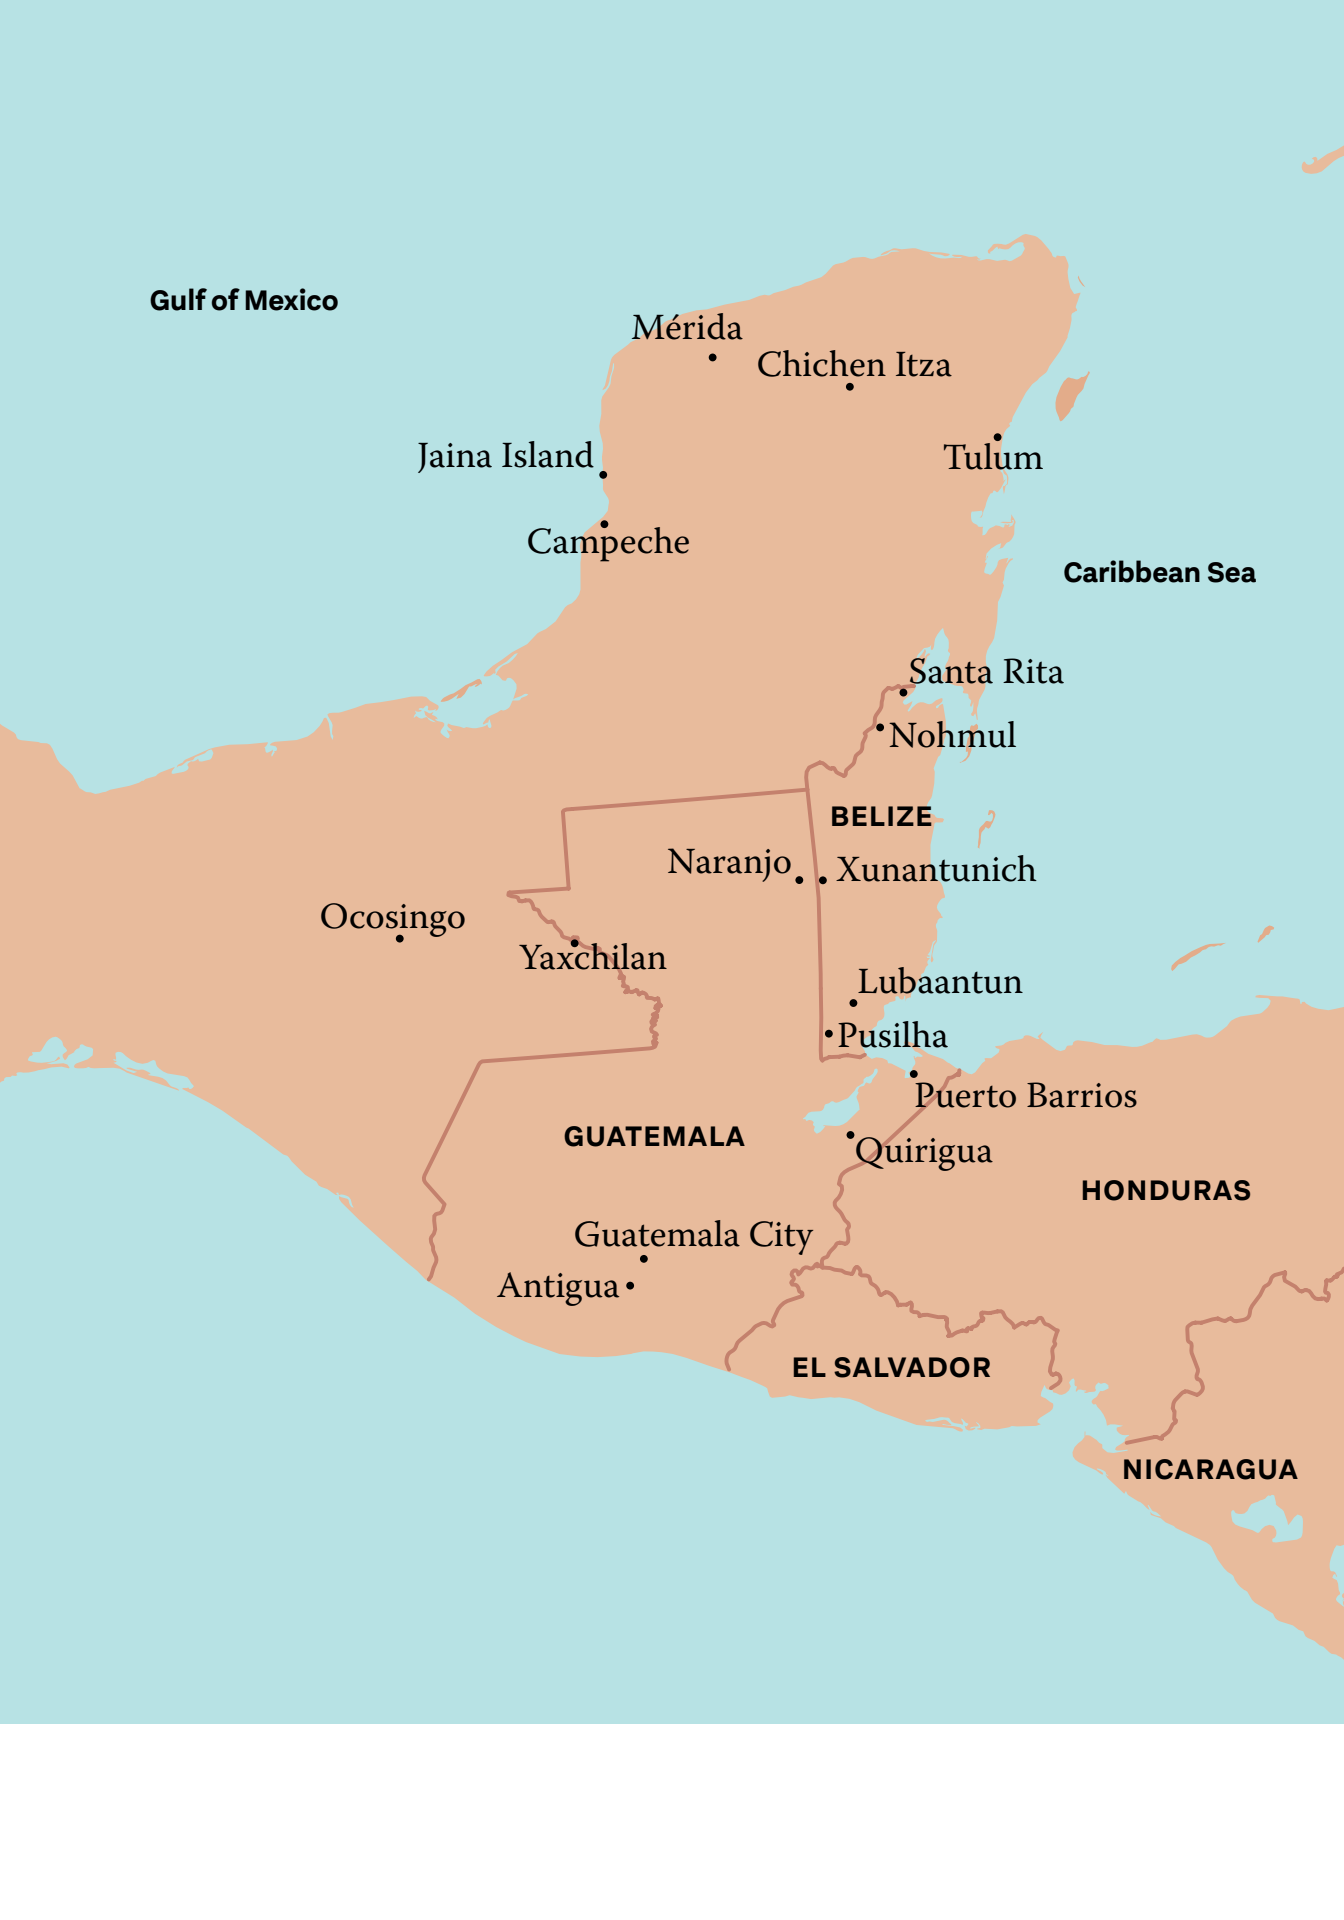 Gulf of Mexico
Mérida
Chichen Itza
Jaina Island
Tulum
Campeche
Caribbean Sea
Santa Rita
Nohmul
BELIZE
Naranjo
Xunantunich
Ocosingo
Yaxchilan
Lubaantun
Pusilha
Puerto Barrios
GUATEMALA
Quirigua
HONDURAS
Guatemala City
Antigua
EL SALVADOR
NICARAGUA